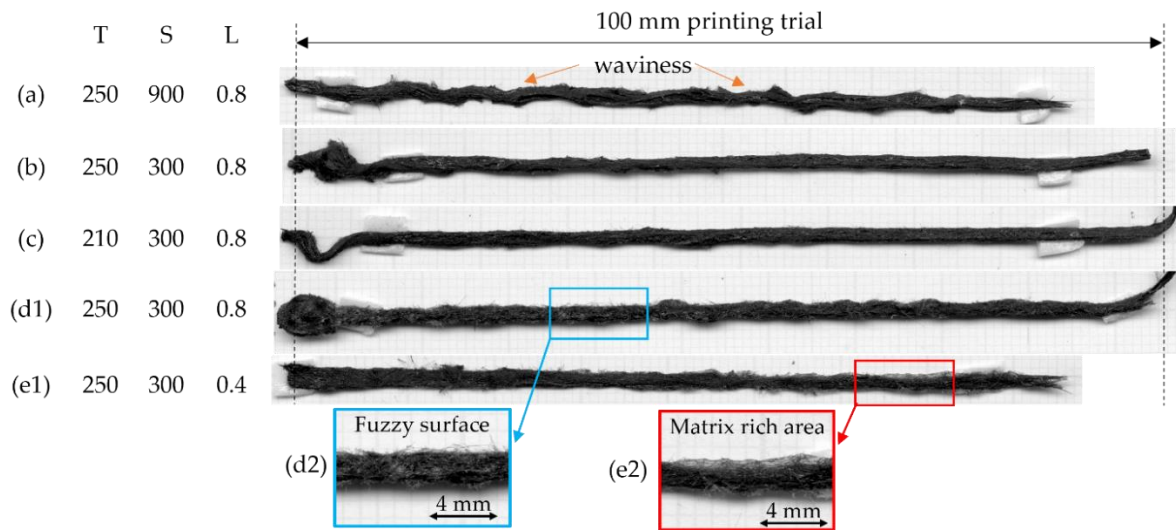 100 mm printing trial
T S L
waviness
(a) 250 900 0.8
(b) 250 300 0.8
(c) 210 300 0.8
(d1) 250 300 0.8
(e1) 250 300 0.4
Fuzzy surface
(d2)
4 mm
Matrix rich area
(e2)
4 mm